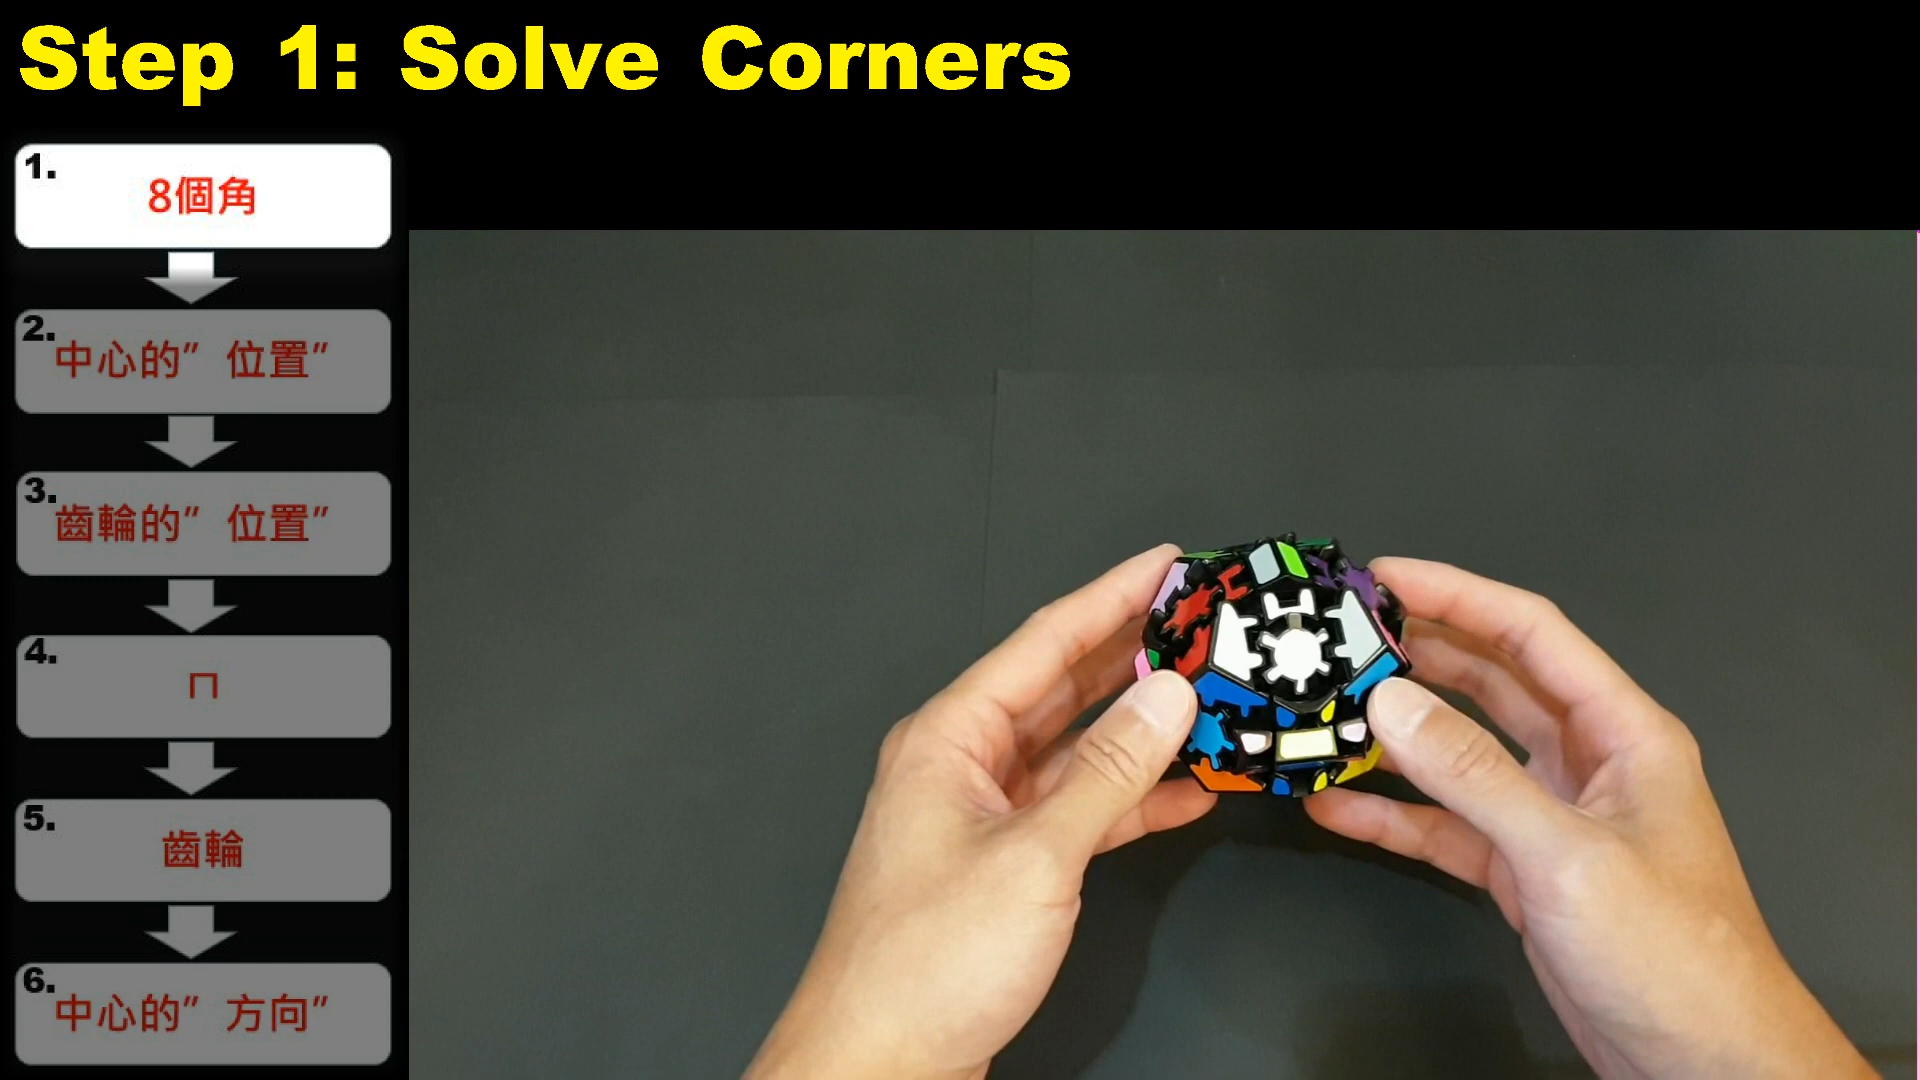 Step 1: Solve Corners
1.
8個角
2.
中心的”位置”
3.
齒輪的”位置”
4.
ㄇ
5.
齒輪
6.
中心的”方向”